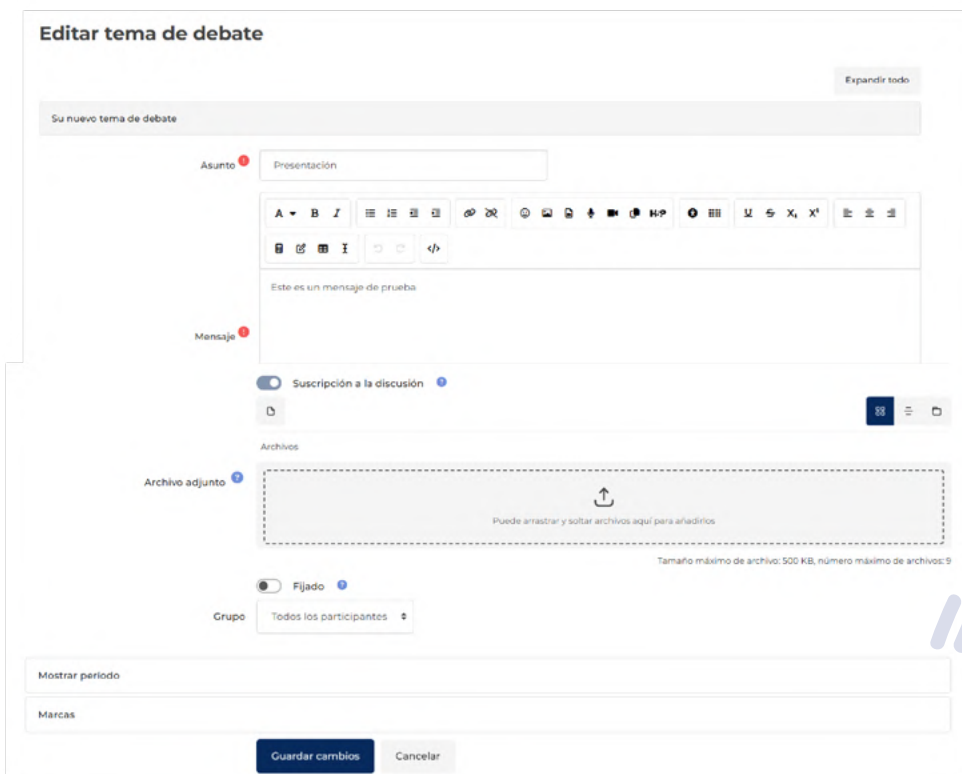 Editar tema de debate
Expandir todo
Su nuevo tema de debate
Asunto
Presentación
A B I H-P U S X₁ X¹
</>
Este es un mensaje de prueba
Mensaje
Suscripción a la discusión
Archivos
Archivo adjunto
Puede arrastrar y soltar archivos aquí para añadirlos
Tamaño máximo de archivo: 500 KB, número máximo de archivos: 9
Fijado
Grupo
Todos los participantes
Mostrar periodo
Marcas
Guardar cambios
Cancelar